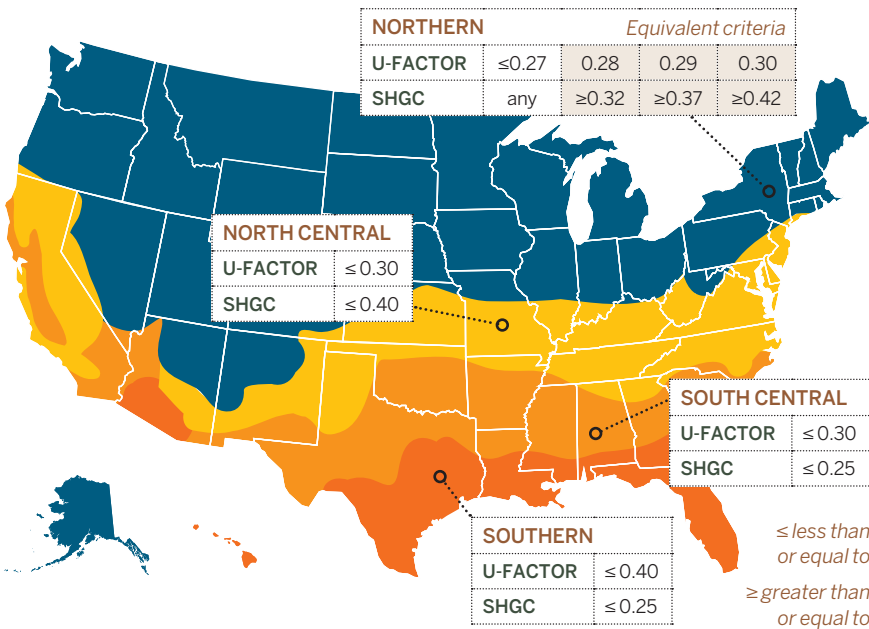 NORTHERN Equivalent criteria
U-FACTOR ≤0.27 0.28 0.29 0.30
SHGC any ≥0.32 ≥0.37 ≥0.42
NORTH CENTRAL
U-FACTOR ≤0.30
SHGC ≤0.40
SOUTH CENTRAL
U-FACTOR ≤0.30
SHGC ≤0.25
SOUTHERN
U-FACTOR ≤0.40
SHGC ≤0.25
≤ less than
or equal to
≥ greater than
or equal to